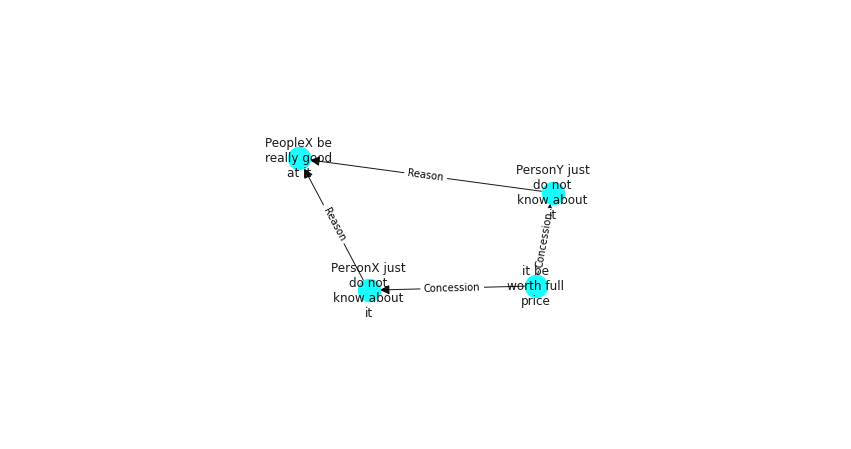 PeopleX be
really good
at it
Reason
PersonY just
do not
know about
it
Reason
Concession
PersonX just
do not
know about
it
Concession
it be
worth full
price